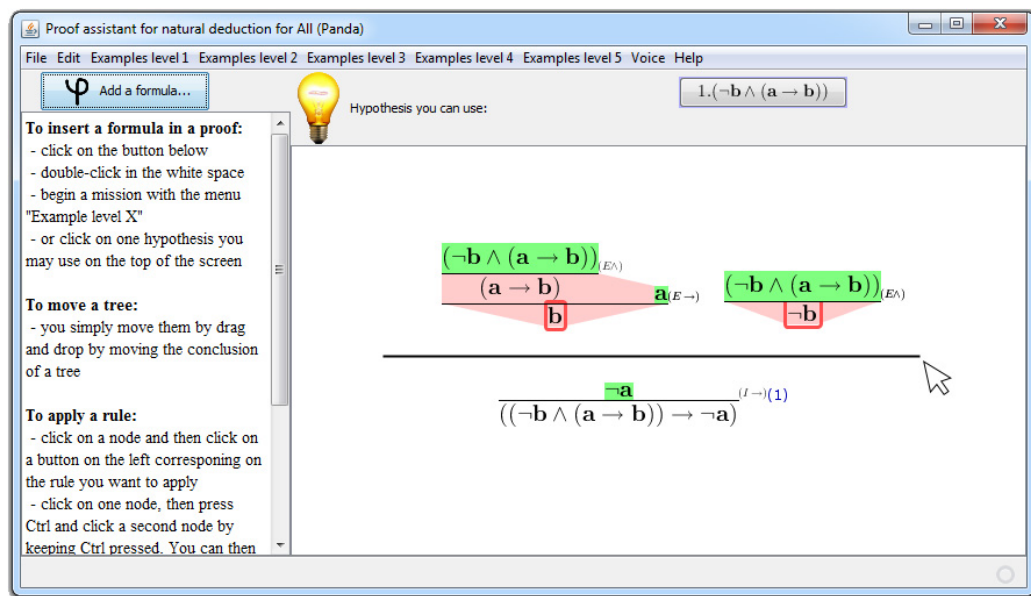 Proof assistant for natural deduction for All (Panda)
File Edit Examples level 1 Examples level 2 Examples level 3 Examples level 4 Examples level 5 Voice Help
φ Add a formula...
Hypothesis you can use:
1.(¬b ∧ (a → b))
To insert a formula in a proof:
- click on the button below
- double-click in the white space
- begin a mission with the menu
"Example level X"
- or click on one hypothesis you
may use on the top of the screen
To move a tree:
- you simply move them by drag
and drop by moving the conclusion
of a tree
To apply a rule:
- click on a node and then click on
a button on the left corresponing on
the rule you want to apply
- click on one node, then press
Ctrl and click a second node by
keeping Ctrl pressed. You can then
(¬b ∧ (a → b)) (E∧)
(a → b)
a (E →)
b
(¬b ∧ (a → b)) (E∧)
¬b
¬a
(I →)(1)
((¬b ∧ (a → b)) → ¬a)